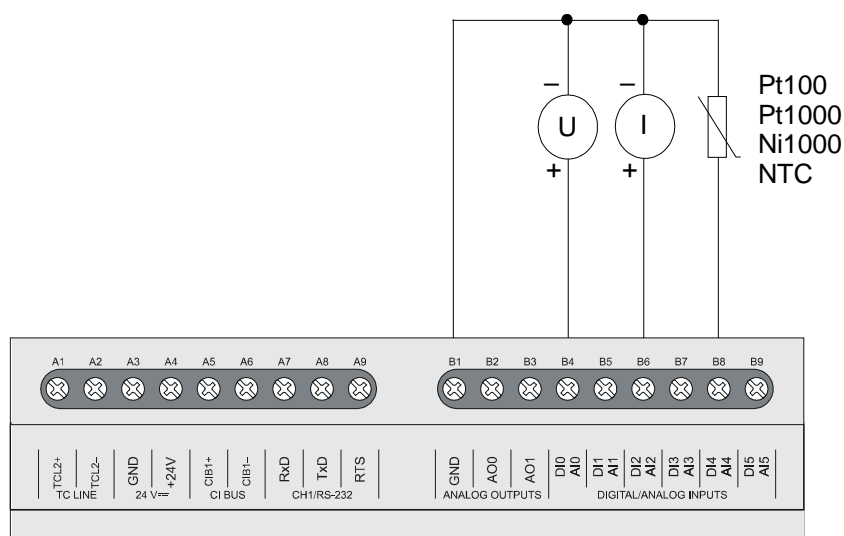 – –
Pt100
Pt1000
Ni1000
NTC
U I
+ +
A1 A2 A3 A4 A5 A6 A7 A8 A9 B1 B2 B3 B4 B5 B6 B7 B8 B9
TCL2+ TCL2– GND +24V CIB1+ CIB1– RxD TxD RTS GND AO0 AO1 DI0 DI1 DI2 DI3 DI4 DI5
AI0 AI1 AI2 AI3 AI4 AI5
TC LINE 24 V⎓ CI BUS CH1/RS–232 ANALOG OUTPUTS DIGITAL/ANALOG INPUTS